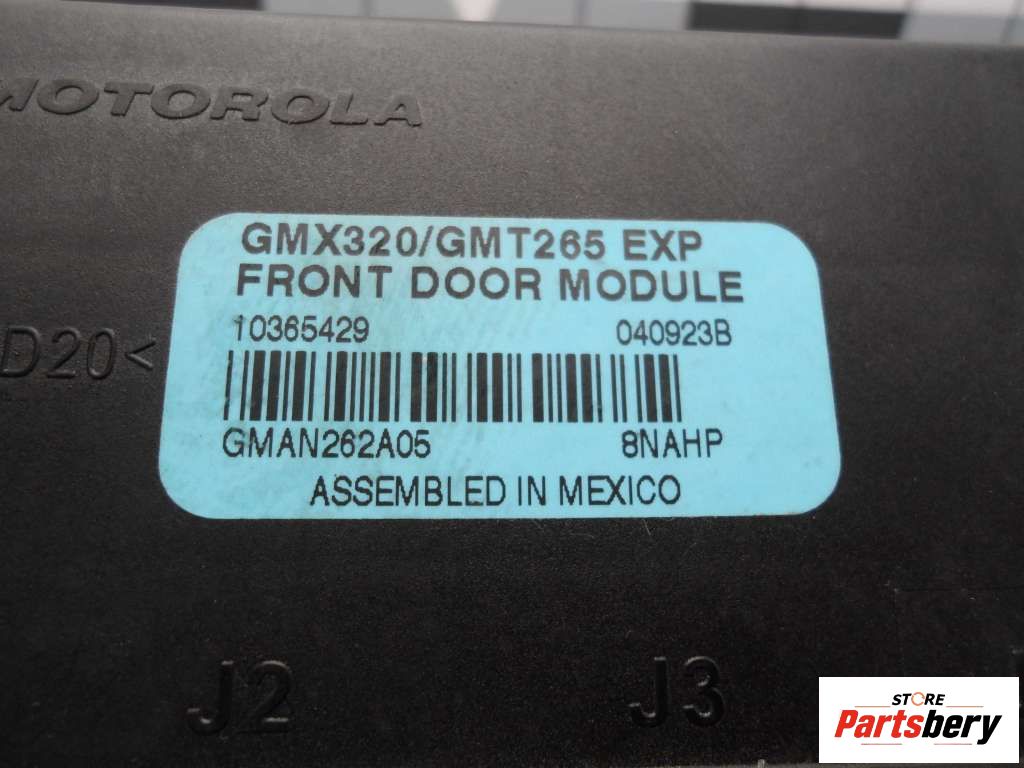 MOTOROLA
GMX320/GMT265 EXP
FRONT DOOR MODULE
10365429 040923B
D20<
GMAN262A05 8NAHP
ASSEMBLED IN MEXICO
J2 J3
STORE
Partsbery